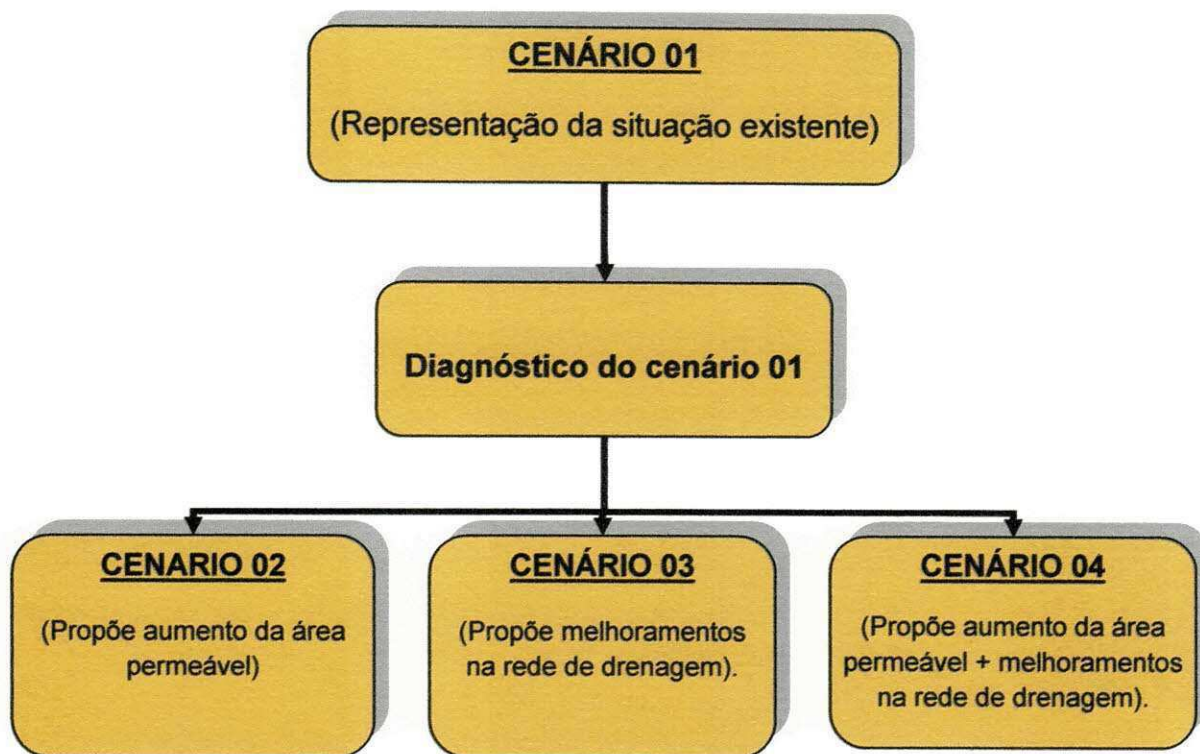 CENÁRIO 01
(Representação da situação existente)
Diagnóstico do cenário 01
CENARIO 02
(Propõe aumento da área
permeável)
CENÁRIO 03
(Propõe melhoramentos
na rede de drenagem).
CENÁRIO 04
(Propõe aumento da área
permeável + melhoramentos
na rede de drenagem).